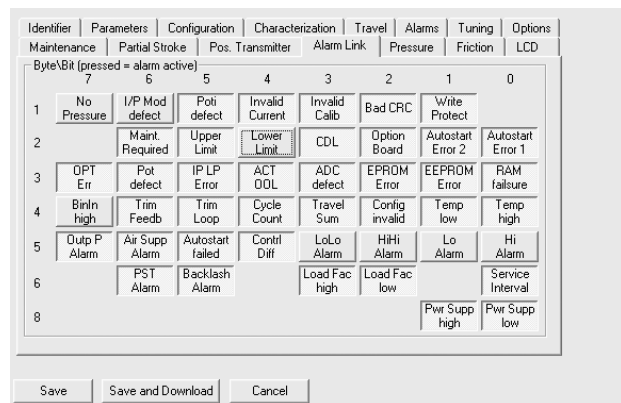 Identifier Parameters Configuration Characterization Travel Alarms Tuning Options
Maintenance Partial Stroke Pos. Transmitter Alarm Link Pressure Friction LCD
Byte\Bit (pressed = alarm active)
7 6 5 4 3 2 1 0
1 No Pressure I/P Mod defect Poti defect Invalid Current Invalid Calib Bad CRC Write Protect
2 Maint. Required Upper Limit Lower Limit CDL Option Board Autostart Error 2 Autostart Error 1
3 OPT Err Pot defect IP LP Error ACT OOL ADC defect EPROM Error EEPROM Error RAM failsure
4 BinIn high Trim Feedb Trim Loop Cycle Count Travel Sum Config invalid Temp low Temp high
5 Outp P Alarm Air Supp Alarm Autostart failed Contrl Diff LoLo Alarm HiHi Alarm Lo Alarm Hi Alarm
6 PST Alarm Backlash Alarm Load Fac high Load Fac low Service Interval
8 Pwr Supp high Pwr Supp low
Save Save and Download Cancel